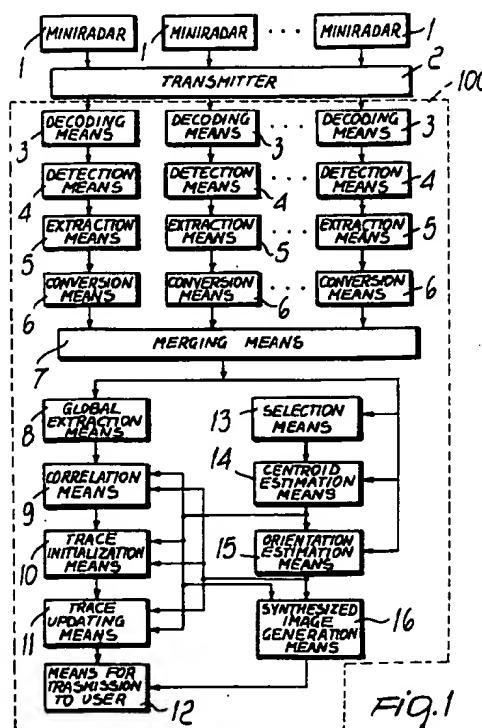 MINIRADAR MINIRADAR . . . MINIRADAR
1 1 1
TRANSMITTER 2
100
DECODING MEANS 3 DECODING MEANS 3 . . . DECODING MEANS 3
DETECTION MEANS 4 DETECTION MEANS 4 . . . DETECTION MEANS 4
EXTRACTION MEANS 5 EXTRACTION MEANS 5 EXTRACTION MEANS 5
CONVERSION MEANS 6 CONVERSION MEANS 6 . . . CONVERSION MEANS 6
MERGING MEANS
7
GLOBAL EXTRACTION MEANS 8
CORRELATION MEANS 9
TRACE INITIALIZATION MEANS 10
TRACE UPDATING MEANS 11
MEANS FOR TRASMISSION TO USER 12
13 SELECTION MEANS
14 CENTROID ESTIMATION MEANS
15 ORIENTATION ESTIMATION MEANS
SYNTHESIZED IMAGE GENERATION MEANS 16
Fig.1